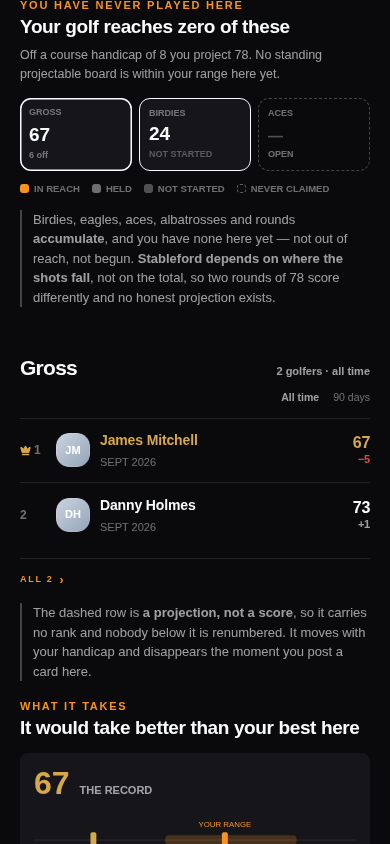 YOU HAVE NEVER PLAYED HERE
Your golf reaches zero of these
Off a course handicap of 8 you project 78. No standing
projectable board is within your range here yet.
GROSS
67
6 off
BIRDIES
24
NOT STARTED
ACES
—
OPEN
IN REACH HELD NOT STARTED NEVER CLAIMED
Birdies, eagles, aces, albatrosses and rounds
accumulate, and you have none here yet — not out of
reach, not begun. Stableford depends on where the
shots fall, not on the total, so two rounds of 78 score
differently and no honest projection exists.
Gross
2 golfers · all time
All time 90 days
1 JM James Mitchell 67
SEPT 2026 −5
2 DH Danny Holmes 73
SEPT 2026 +1
ALL 2 ›
The dashed row is a projection, not a score, so it carries
no rank and nobody below it is renumbered. It moves with
your handicap and disappears the moment you post a
card here.
WHAT IT TAKES
It would take better than your best here
67 THE RECORD
YOUR RANGE